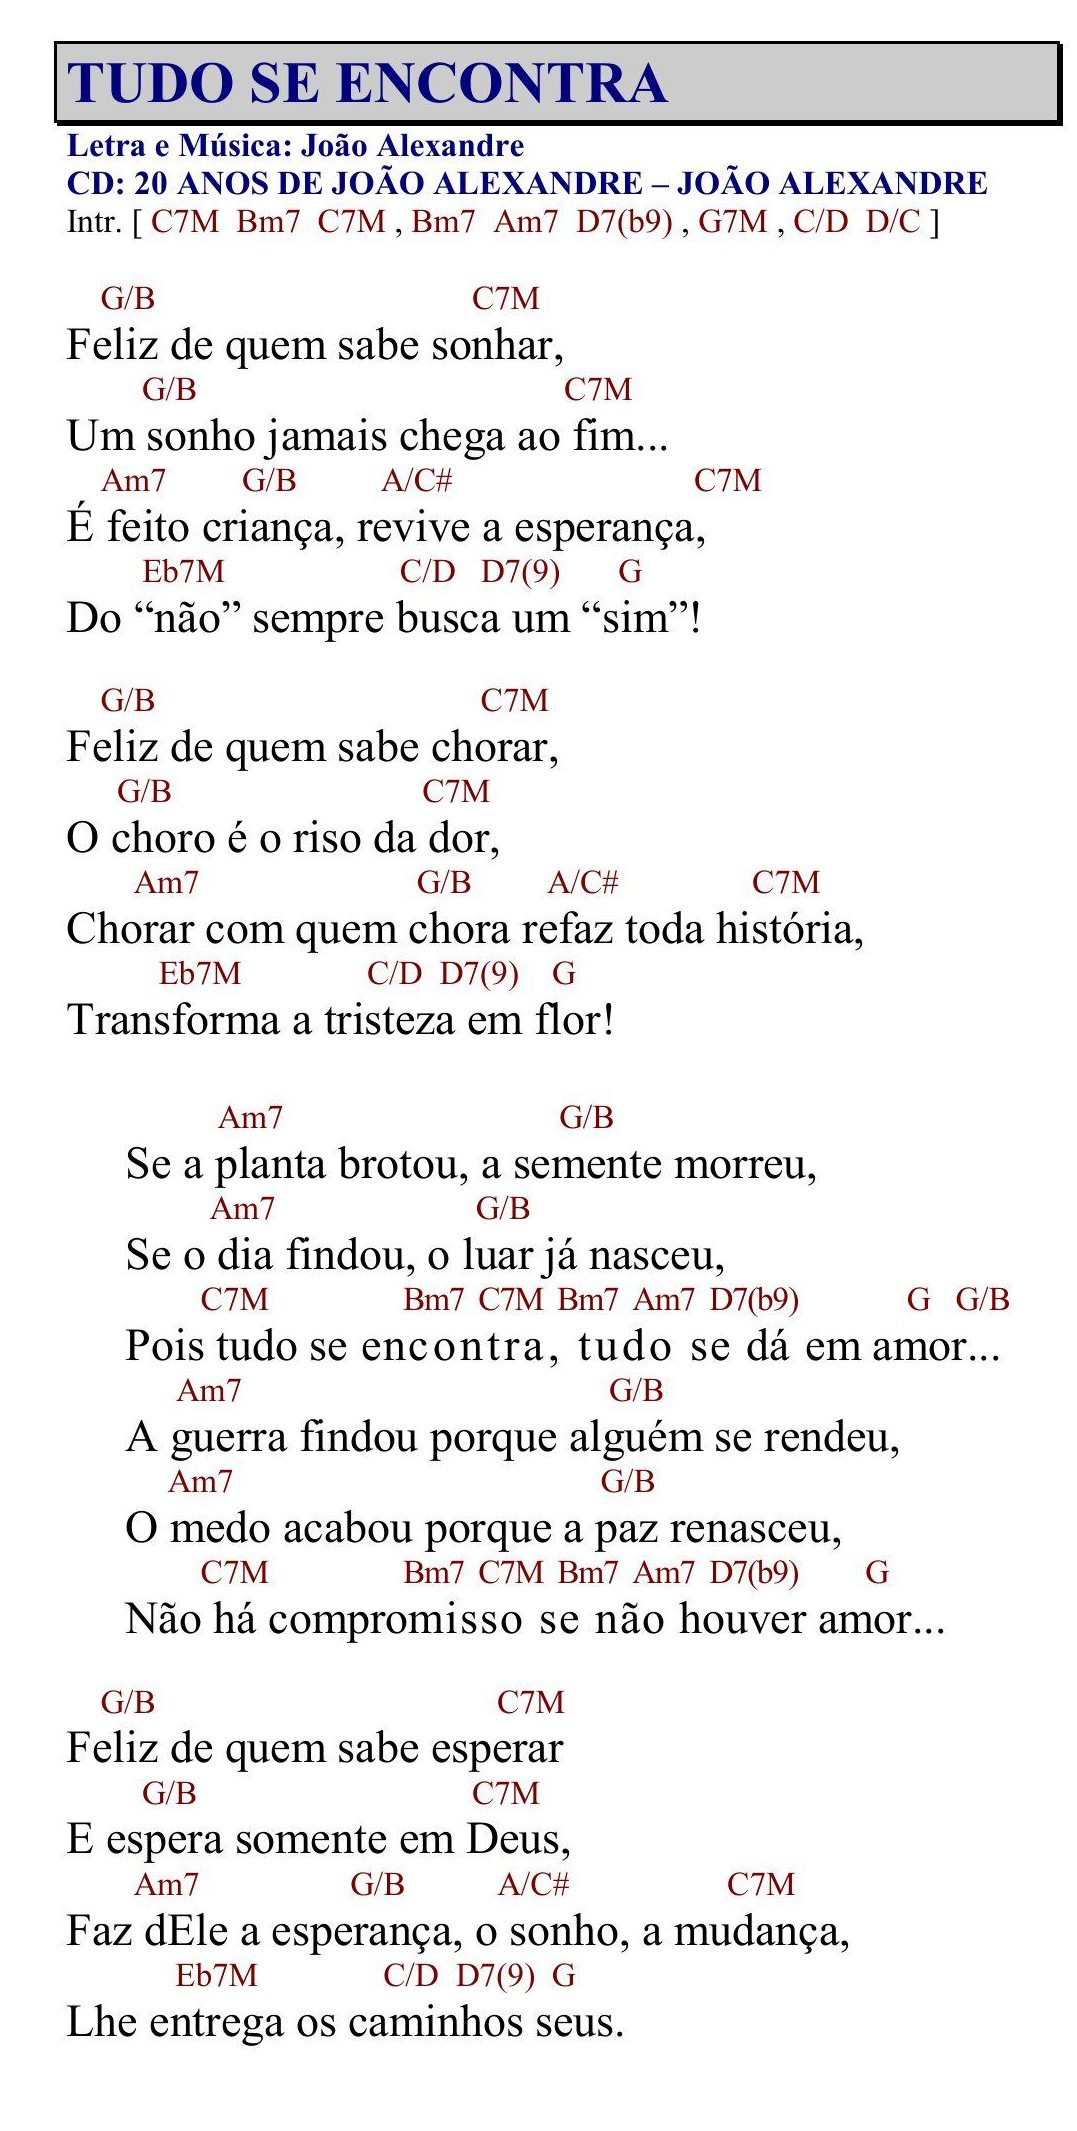 TUDO SE ENCONTRA
Letra e Música: João Alexandre
CD: 20 ANOS DE JOÃO ALEXANDRE – JOÃO ALEXANDRE
Intr. [ C7M Bm7 C7M , Bm7 Am7 D7(b9) , G7M , C/D D/C ]
G/B C7M
Feliz de quem sabe sonhar,
G/B C7M
Um sonho jamais chega ao fim...
Am7 G/B A/C# C7M
É feito criança, revive a esperança,
Eb7M C/D D7(9) G
Do “não” sempre busca um “sim”!
G/B C7M
Feliz de quem sabe chorar,
G/B C7M
O choro é o riso da dor,
Am7 G/B A/C# C7M
Chorar com quem chora refaz toda história,
Eb7M C/D D7(9) G
Transforma a tristeza em flor!
Am7 G/B
Se a planta brotou, a semente morreu,
Am7 G/B
Se o dia findou, o luar já nasceu,
C7M Bm7 C7M Bm7 Am7 D7(b9) G G/B
Pois tudo se encontra, tudo se dá em amor...
Am7 G/B
A guerra findou porque alguém se rendeu,
Am7 G/B
O medo acabou porque a paz renasceu,
C7M Bm7 C7M Bm7 Am7 D7(b9) G
Não há compromisso se não houver amor...
G/B C7M
Feliz de quem sabe esperar
G/B C7M
E espera somente em Deus,
Am7 G/B A/C# C7M
Faz dEle a esperança, o sonho, a mudança,
Eb7M C/D D7(9) G
Lhe entrega os caminhos seus.